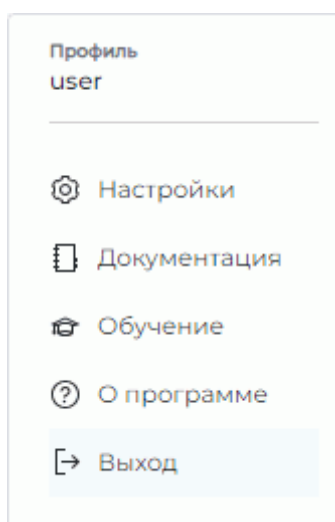 Профиль
user
Настройки
Документация
Обучение
О программе
Выход